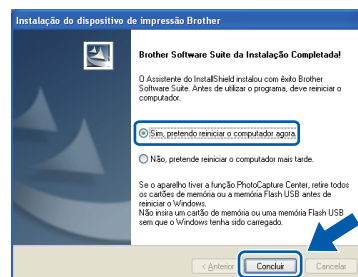 Instalação do dispositivo de impressão Brother
Brother Software Suite da Instalação Completada!
O Assistente do InstallShield instalou com êxito Brother
Software Suite. Antes de utilizar o programa, deve reiniciar o
computador.
Sim, pretendo reiniciar o computador agora.
Não, pretende reiniciar o computador mais tarde.
Se o aparelho tiver a função PhotoCapture Center, retire todos
os cartões de memória ou a memória Flash USB antes de
reiniciar o Windows.
Não insira um cartão de memória ou uma memória Flash USB
sem que o Windows tenha sido carregado.
< Anterior
Concluir
Cancelar